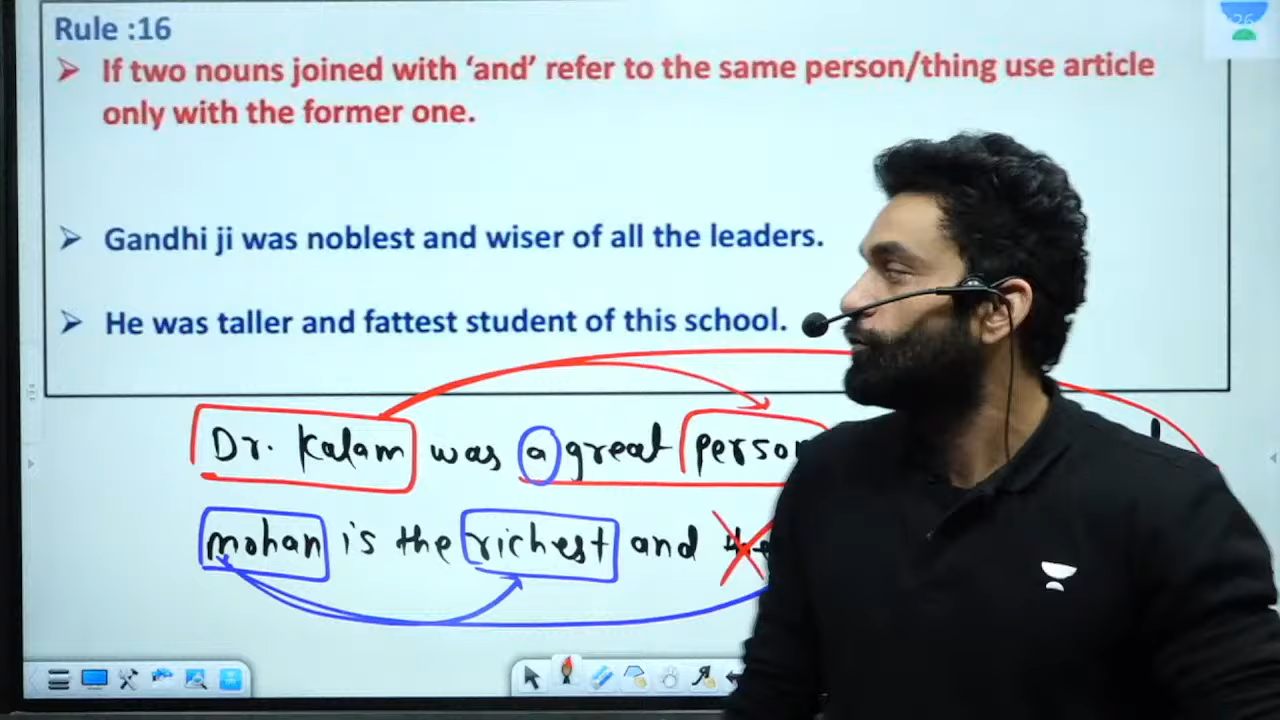 Rule :16
➢ If two nouns joined with ‘and’ refer to the same person/thing use article
only with the former one.
➢ Gandhi ji was noblest and wiser of all the leaders.
➢ He was taller and fattest student of this school.
Dr. Kalam was a great person
mohan is the richest and the